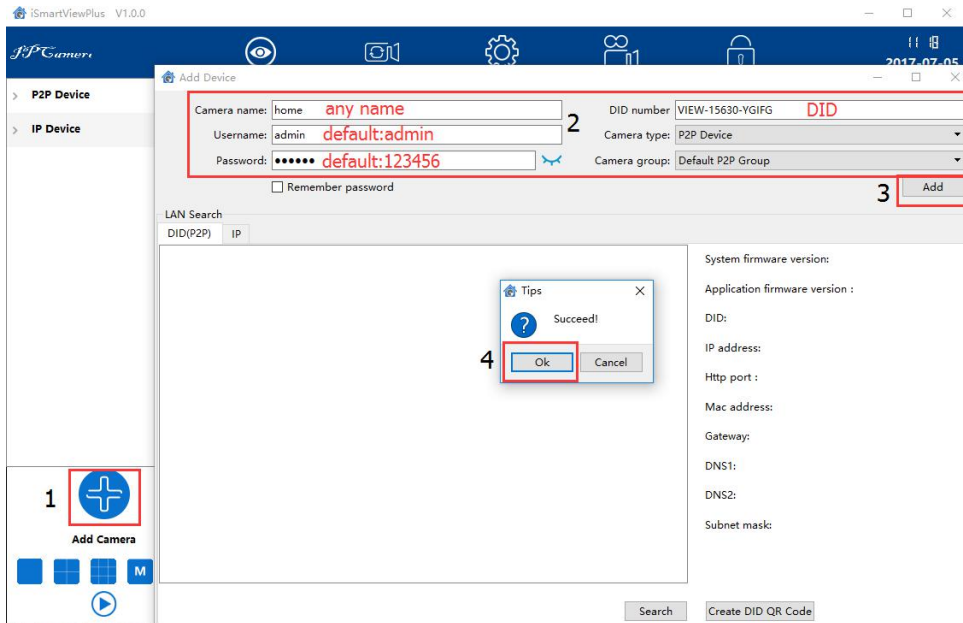 iSmartViewPlus V1.0.0
IPCamera
11 18
2017-07-05
P2P Device
IP Device
Add Device
Camera name: home any name
Username: admin default:admin
Password: •••••• default:123456
Remember password
2
DID number VIEW-15630-YGIFG DID
Camera type: P2P Device
Camera group: Default P2P Group
3 Add
LAN Search
DID(P2P) IP
System firmware version:
Application firmware version :
DID:
IP address:
Http port :
Mac address:
Gateway:
DNS1:
DNS2:
Subnet mask:
Tips
Succeed!
4 Ok Cancel
1
Add Camera
M
Search Create DID QR Code